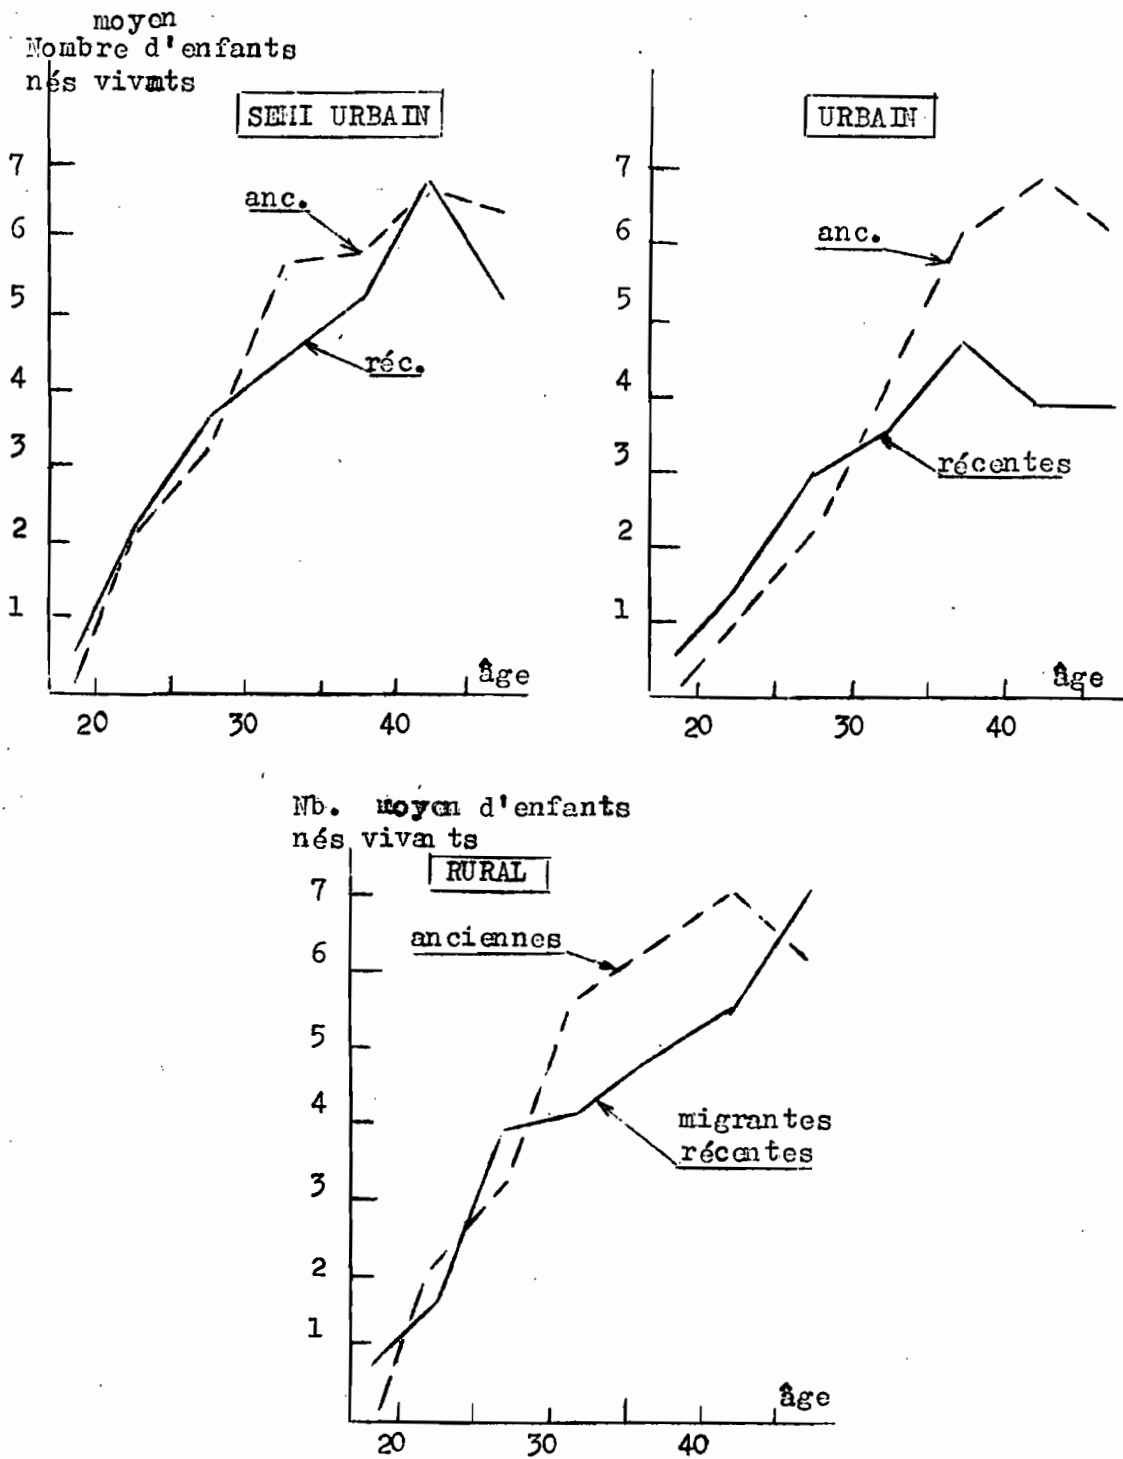 moyen
Nombre d'enfants
nés vivants
SEMI URBAIN
7
6
5
4
3
2
1
anc.
réc.
âge
20 30 40
URBAIN
7
6
5
4
3
2
1
anc.
récentes
âge
20 30 40
Nb. moyen d'enfants
nés vivants
RURAL
7
6
5
4
3
2
1
anciennes
migrantes
récentes
âge
20 30 40